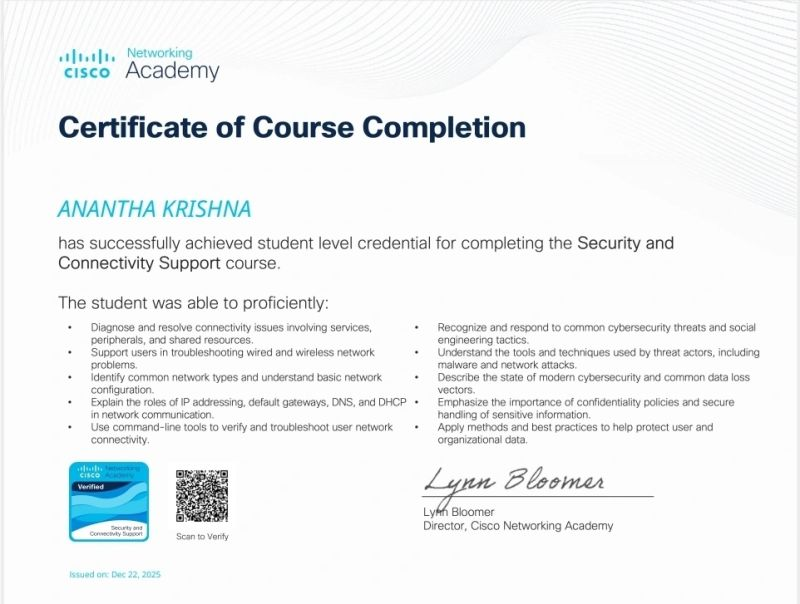 Networking
CISCO Academy
Certificate of Course Completion
ANANTHA KRISHNA
has successfully achieved student level credential for completing the Security and
Connectivity Support course.
The student was able to proficiently:
• Diagnose and resolve connectivity issues involving services,
peripherals, and shared resources.
• Support users in troubleshooting wired and wireless network
problems.
• Identify common network types and understand basic network
configuration.
• Explain the roles of IP addressing, default gateways, DNS, and DHCP
in network communication.
• Use command-line tools to verify and troubleshoot user network
connectivity.
• Recognize and respond to common cybersecurity threats and social
engineering tactics.
• Understand the tools and techniques used by threat actors, including
malware and network attacks.
• Describe the state of modern cybersecurity and common data loss
vectors.
• Emphasize the importance of confidentiality policies and secure
handling of sensitive information.
• Apply methods and best practices to help protect user and
organizational data.
Networking
CISCO Academy
Verified
Security and
Connectivity Support
Scan to Verify
Lynn Bloomer
Lynn Bloomer
Director, Cisco Networking Academy
Issued on: Dec 22, 2025